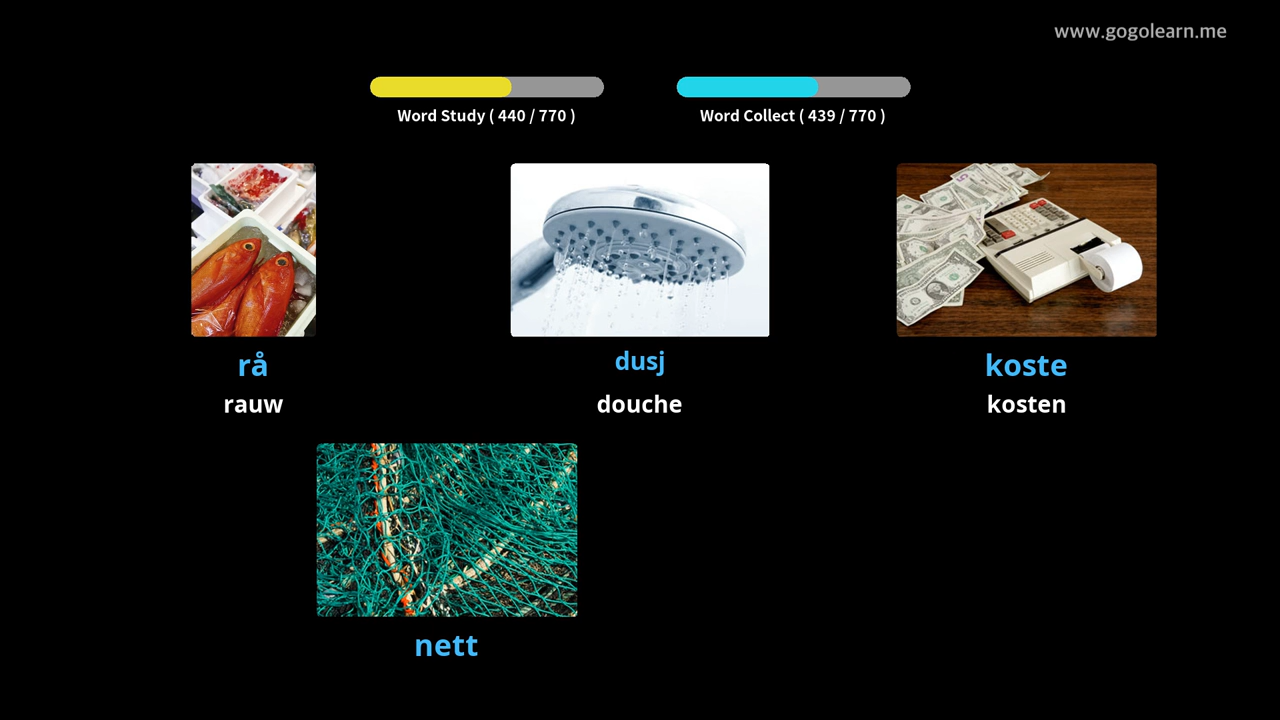 www.gogolearn.me
Word Study ( 440 / 770 )
Word Collect ( 439 / 770 )
rå
dusj
koste
rauw
douche
kosten
nett